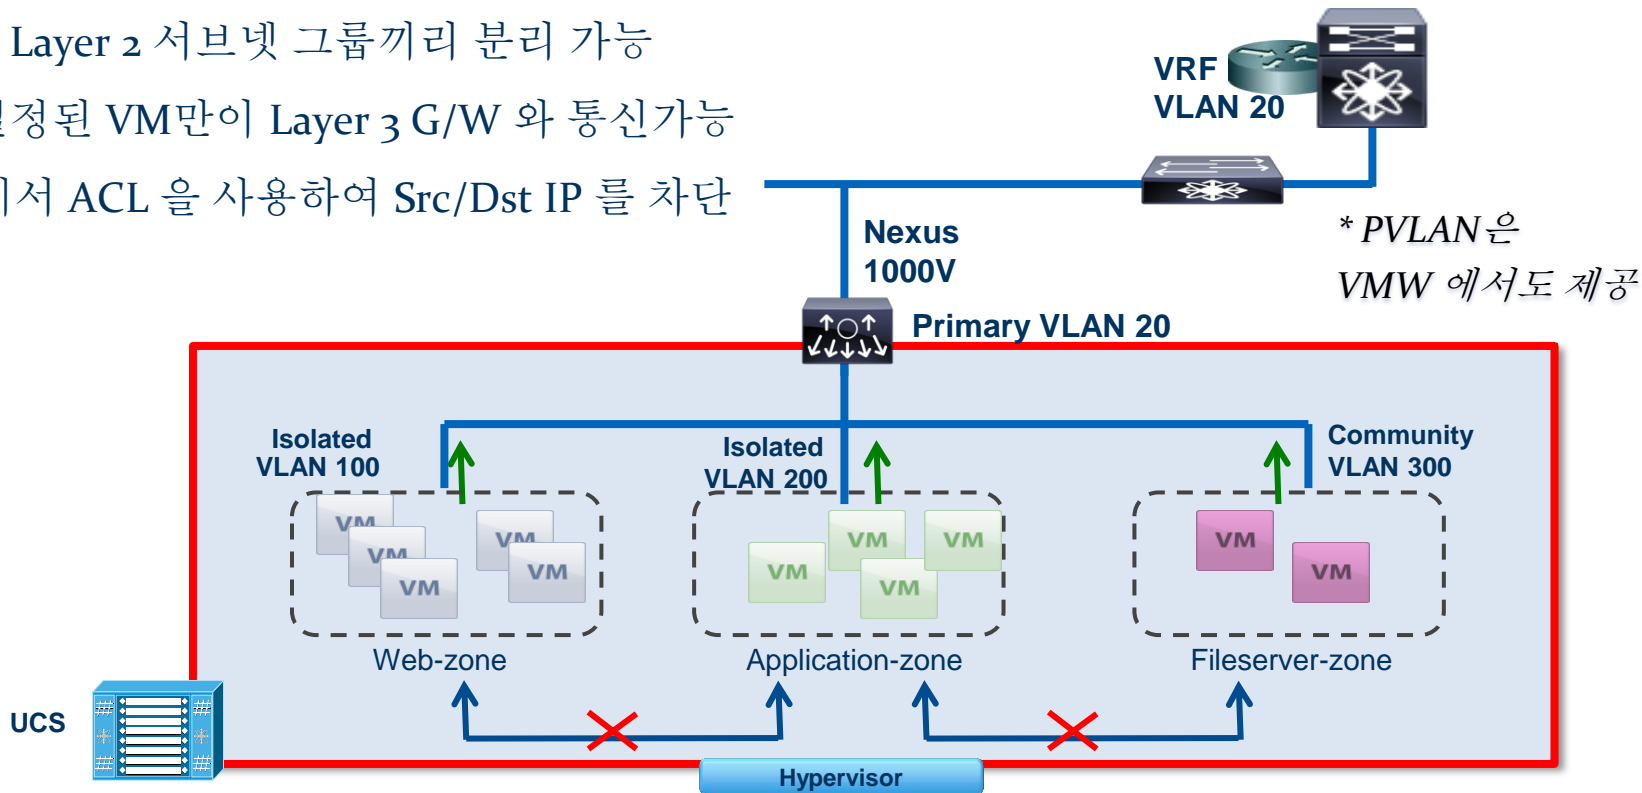 Layer 2 서브넷 그룹끼리 분리 가능
정된 VM만이 Layer 3 G/W 와 통신가능
서 ACL 을 사용하여 Src/Dst IP 를 차단
VRF
VLAN 20
* PVLAN은
VMW 에서도 제공
Nexus
1000V
Primary VLAN 20
Isolated
VLAN 100
Isolated
VLAN 200
Community
VLAN 300
VM
VM
VM
VM
VM
VM
VM
VM
VM
VM
VM
Web-zone
Application-zone
Fileserver-zone
UCS
Hypervisor